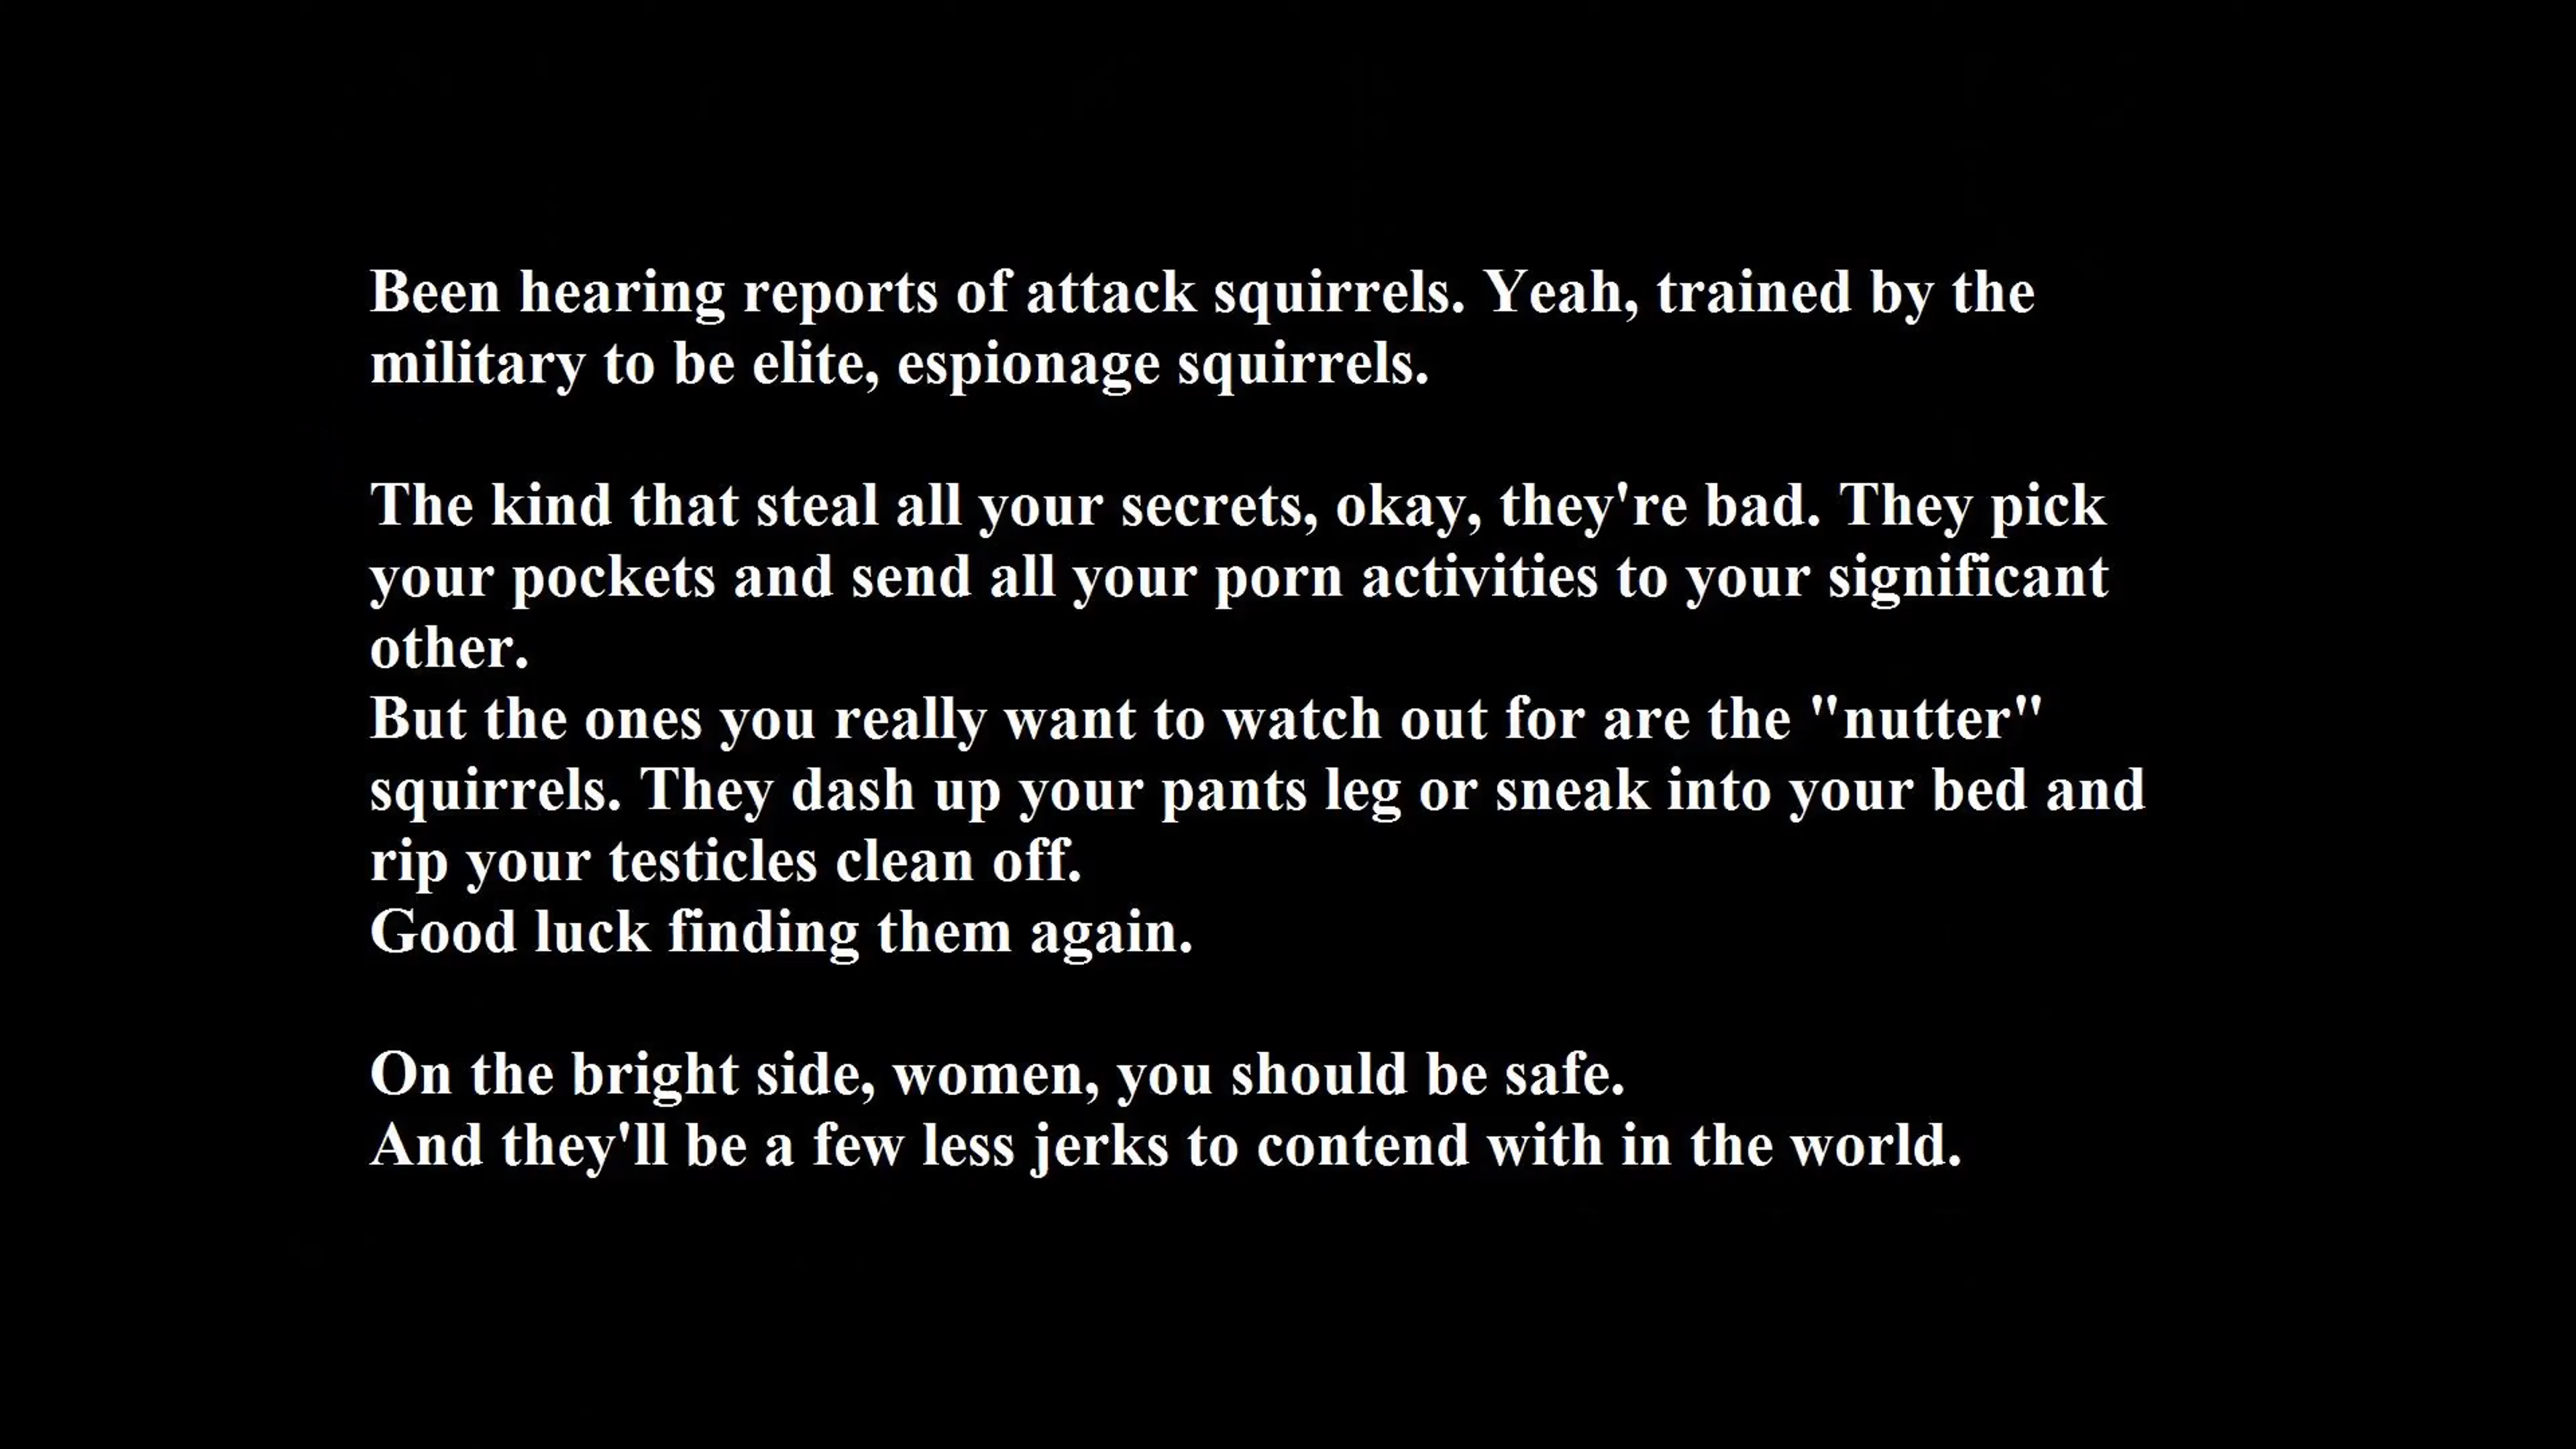 Been hearing reports of attack squirrels. Yeah, trained by the
military to be elite, espionage squirrels.
The kind that steal all your secrets, okay, they're bad. They pick
your pockets and send all your porn activities to your significant
other.
But the ones you really want to watch out for are the "nutter"
squirrels. They dash up your pants leg or sneak into your bed and
rip your testicles clean off.
Good luck finding them again.
On the bright side, women, you should be safe.
And they'll be a few less jerks to contend with in the world.